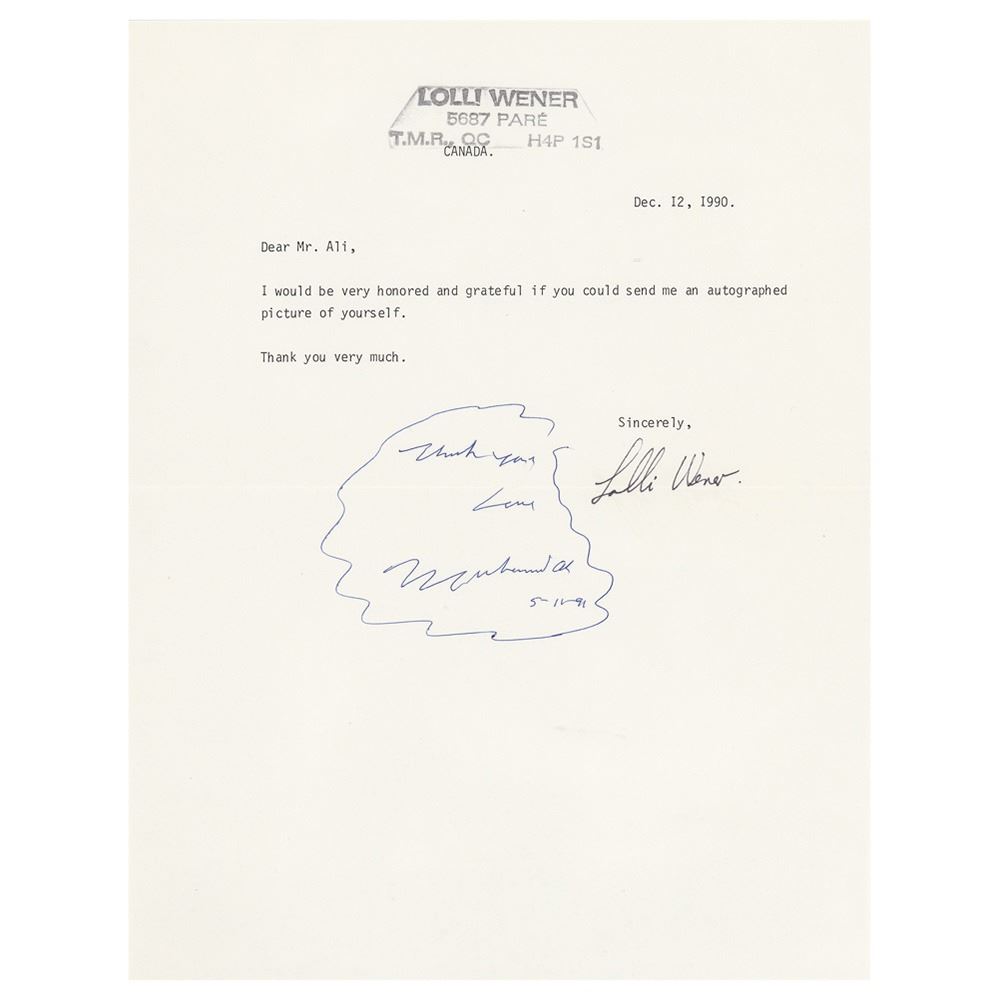 LOLLI WENER
5687 PARÉ
T.M.R., QC H4P 1S1
CANADA.
Dec. I2, I990.
Dear Mr. Ali,
I would be very honored and grateful if you could send me an autographed
picture of yourself.
Thank you very much.
Sincerely,
Lolli Wener.
Thank you
Love
Muhammad Ali
5-11-91